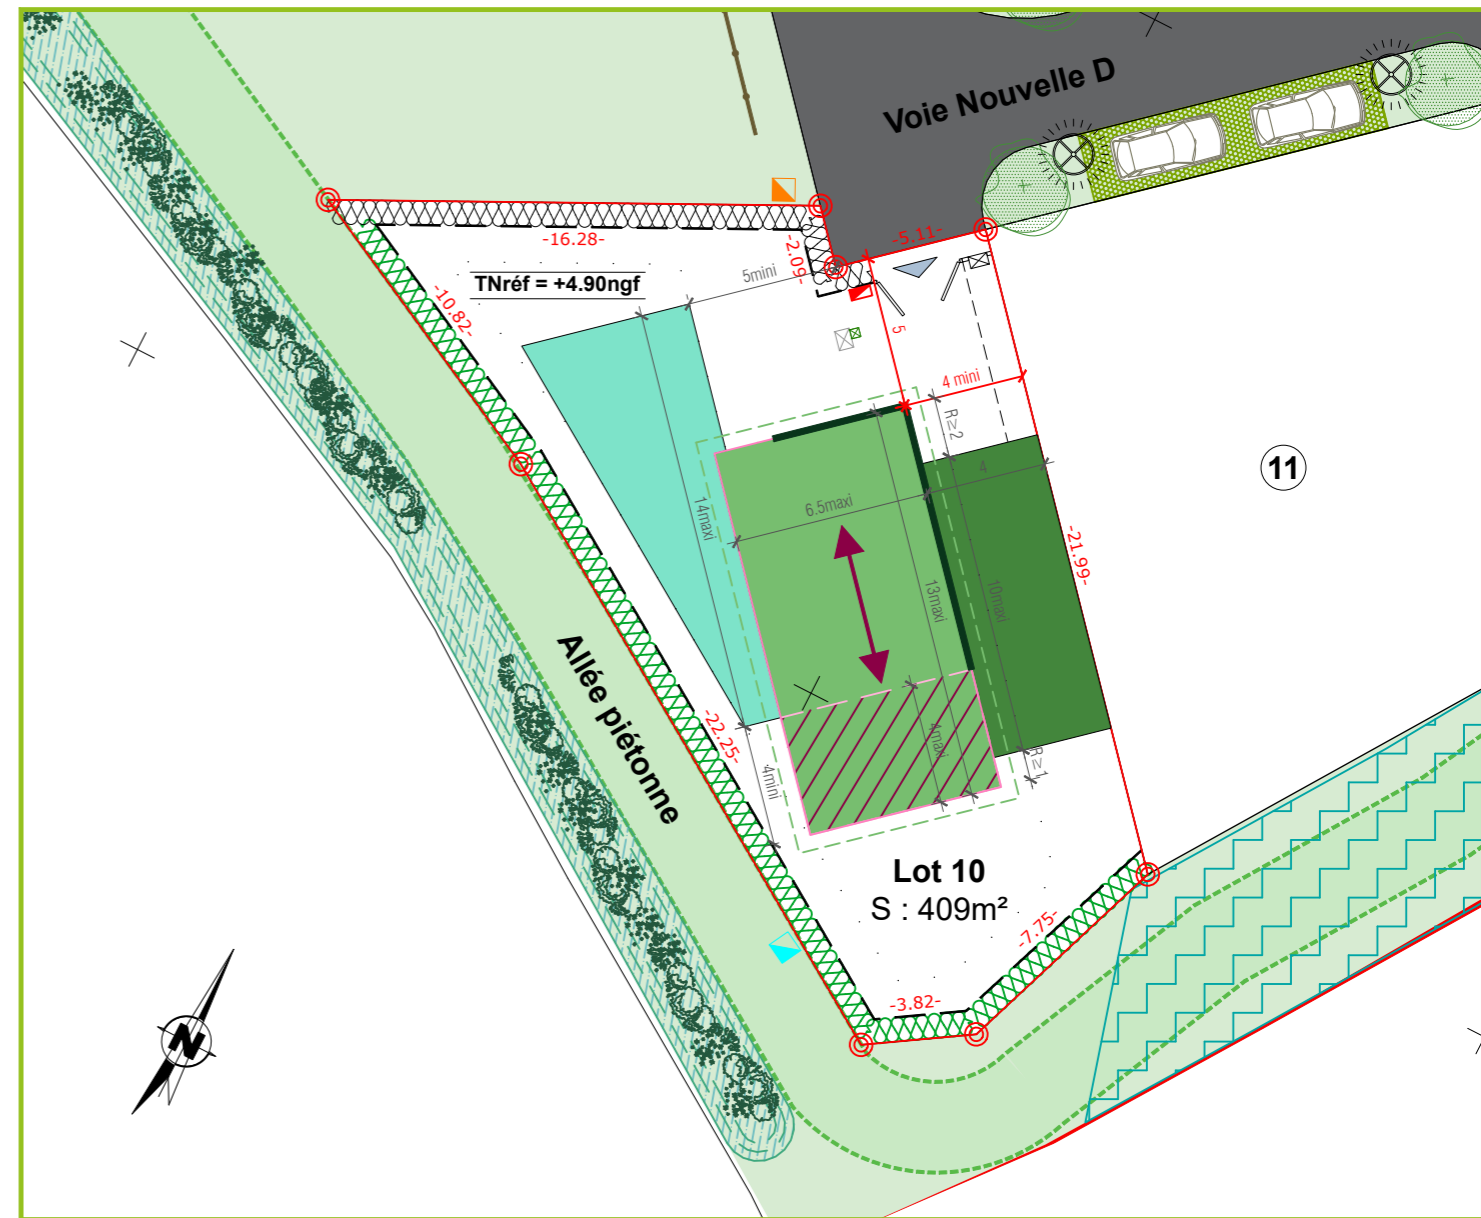 Voie Nouvelle D
-5.11-
-16.28-
-2.09-
5mini
TNréf = +4.90ngf
-10.82-
5
4 mini
R≥2
11
4
6.5maxi
14maxi
-21.99-
13maxi
10maxi
Allée piétonne
-22.25-
4maxi
4mini
R≥1
Lot 10
S : 409m²
-7.75-
-3.82-
N